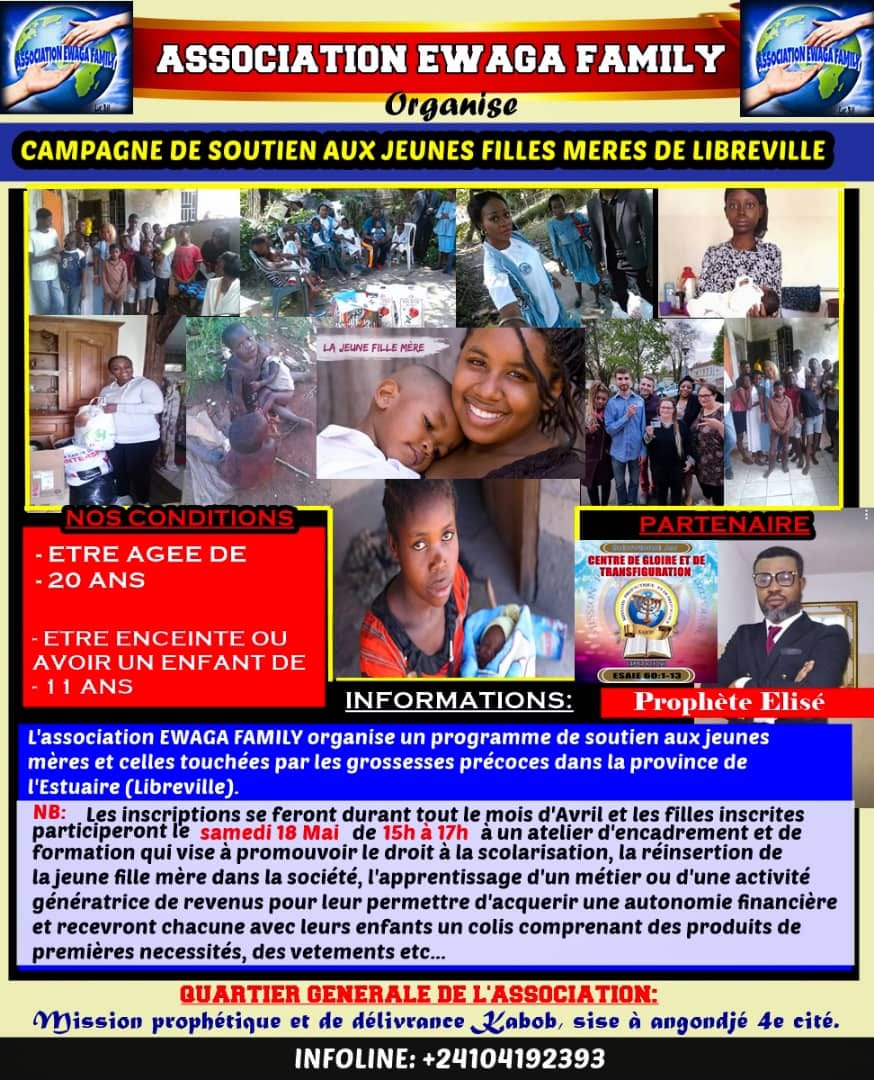 ASSOCIATION EWAGA FAMILY
ASSOCIATION EWAGA FAMILY
ASSOCIATION EWAGA FAMILY
Organise
CAMPAGNE DE SOUTIEN AUX JEUNES FILLES MERES DE LIBREVILLE
LA JEUNE FILLE MÈRE
NOS CONDITIONS
- ETRE AGEE DE
- 20 ANS
- ETRE ENCEINTE OU
AVOIR UN ENFANT DE
- 11 ANS
PARTENAIRE
CENTRE DE GLOIRE ET DE
TRANSFIGURATION
ESAIE 60:1-13
Prophète Elisé
INFORMATIONS:
L'association EWAGA FAMILY organise un programme de soutien aux jeunes
mères et celles touchées par les grossesses précoces dans la province de
l'Estuaire (Libreville).
NB: Les inscriptions se feront durant tout le mois d'Avril et les filles inscrites
participeront le samedi 18 Mai de 15h à 17h à un atelier d'encadrement et de
formation qui vise à promouvoir le droit à la scolarisation, la réinsertion de
la jeune fille mère dans la société, l'apprentissage d'un métier ou d'une activité
génératrice de revenus pour leur permettre d'acquerir une autonomie financière
et recevront chacune avec leurs enfants un colis comprenant des produits de
premières necessités, des vetements etc...
QUARTIER GENERALE DE L'ASSOCIATION:
Mission prophétique et de délivrance Kabob, sise à angondjé 4e cité.
INFOLINE: +24104192393